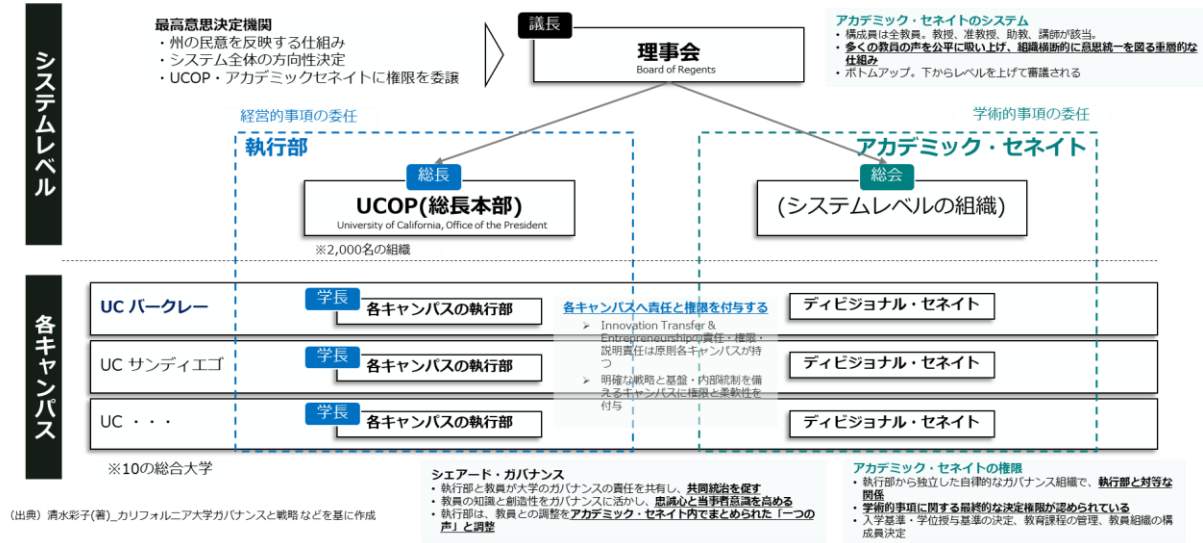 システムレベル
最高意思決定機関
・州の民意を反映する仕組み
・システム全体の方向性決定
・UCOP・アカデミックセネイトに権限を委譲
議長
理事会
Board of Regents
アカデミック・セネイトのシステム
• 構成員は全教員。教授、准教授、助教、講師が該当。
• 多くの教員の声を公平に吸い上げ、組織横断的に意思統一を図る重層的な
仕組み
• ボトムアップ。下からレベルを上げて審議される
経営的事項の委任
学術的事項の委任
執行部
アカデミック・セネイト
総長
UCOP(総長本部)
University of California, Office of the President
※2,000名の組織
総会
(システムレベルの組織)
各キャンパス
UC バークレー
学長
各キャンパスの執行部
ディビジョナル・セネイト
UC サンディエゴ
学長
各キャンパスの執行部
ディビジョナル・セネイト
UC ・・・
学長
各キャンパスの執行部
ディビジョナル・セネイト
各キャンパスへ責任と権限を付与する
➢ Innovation Transfer &
Entrepreneurshipの責任・権限・
説明責任は原則各キャンパスが持
つ
➢ 明確な戦略と基盤・内部統制を備
えるキャンパスに権限と柔軟性を
付与
※10の総合大学
シェアード・ガバナンス
• 執行部と教員が大学のガバナンスの責任を共有し、共同統治を促す
• 教員の知識と創造性をガバナンスに活かし、忠誠心と当事者意識を高める
• 執行部は、教員との調整をアカデミック・セネイト内でまとめられた「一つの
声」と調整
アカデミック・セネイトの権限
• 執行部から独立した自律的なガバナンス組織で、執行部と対等な
関係
• 学術的事項に関する最終的な決定権限が認められている
• 入学基準・学位授与基準の決定、教育課程の管理、教員組織の構
成員決定
(出典)清水彩子(著)_カリフォルニア大学ガバナンスと戦略 などを基に作成